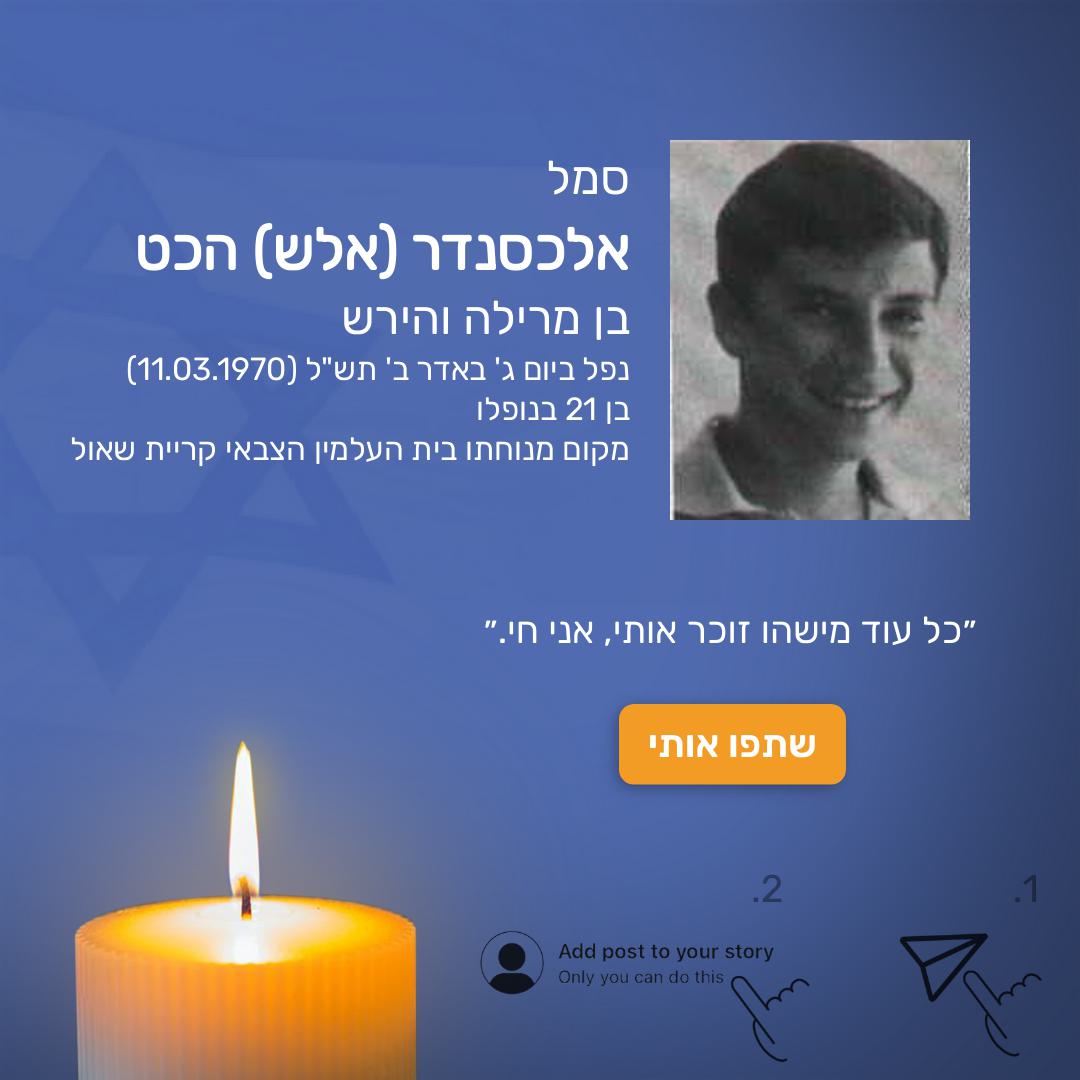 סמל
אלכסנדר (אלש) הכט
בן מרילה והירש
נפל ביום ג' באדר ב' תש"ל (11.03.1970)
בן 21 בנופלו
מקום מנוחתו בית העלמין הצבאי קריית שאול
״כל עוד מישהו זוכר אותי, אני חי.״
שתפו אותי
.1
.2
Add post to your story
Only you can do this